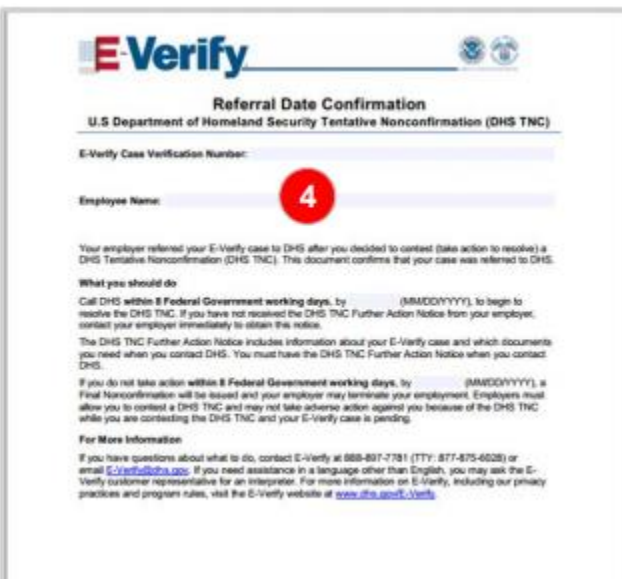 E-Verify
Referral Date Confirmation
U.S Department of Homeland Security Tentative Nonconfirmation (DHS TNC)
E-Verify Case Verification Number:
4
Employee Name:
Your employer referred your E-Verify case to DHS after you decided to contest (take action to resolve) a
DHS Tentative Nonconfirmation (DHS TNC). This document confirms that your case was referred to DHS.
What you should do
Call DHS within 8 Federal Government working days, by (MM/DD/YYYY), to begin to
resolve the DHS TNC. If you have not received the DHS TNC Further Action Notice from your employer,
contact your employer immediately to obtain this notice.
The DHS TNC Further Action Notice includes information about your E-Verify case and which documents
you need when you contact DHS. You must have the DHS TNC Further Action Notice when you contact
DHS.
If you do not take action within 8 Federal Government working days, by (MM/DD/YYYY), a
Final Nonconfirmation will be issued and your employer may terminate your employment. Employers must
allow you to contest a DHS TNC and may not take adverse action against you because of the DHS TNC
while you are contesting the DHS TNC and your E-Verify case is pending.
For More Information
If you have questions about what to do, contact E-Verify at 888-897-7781 (TTY: 877-875-6028) or
email E-Verify@dhs.gov. If you need assistance in a language other than English, you may ask the E-
Verify customer representative for an interpreter. For more information on E-Verify, including our privacy
practices and program rules, visit the E-Verify website at www.dhs.gov/E-Verify.